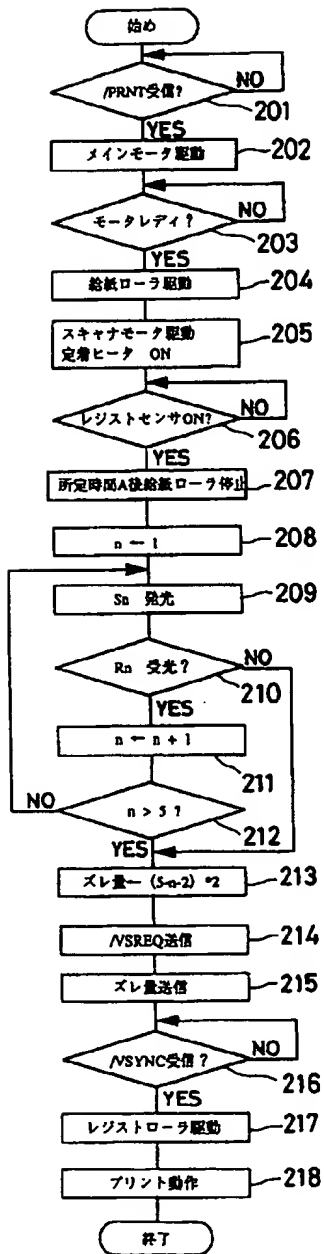 始め
/PRNT受信?
NO
201
YES
メインモータ駆動
202
モータレディ?
NO
203
YES
給紙ローラ駆動
204
スキャナモータ駆動
定着ヒータ ON
205
レジストセンサON?
NO
206
YES
所定時間A後給紙ローラ停止
207
n ← 1
208
Sn 発光
209
Rn 受光?
NO
210
YES
n ← n + 1
211
NO
n > 5 ?
212
YES
ズレ量← (5-n-2) *2
213
/VSREQ送信
214
ズレ量送信
215
/VSYNC受信?
NO
216
YES
レジストローラ駆動
217
プリント動作
218
終了